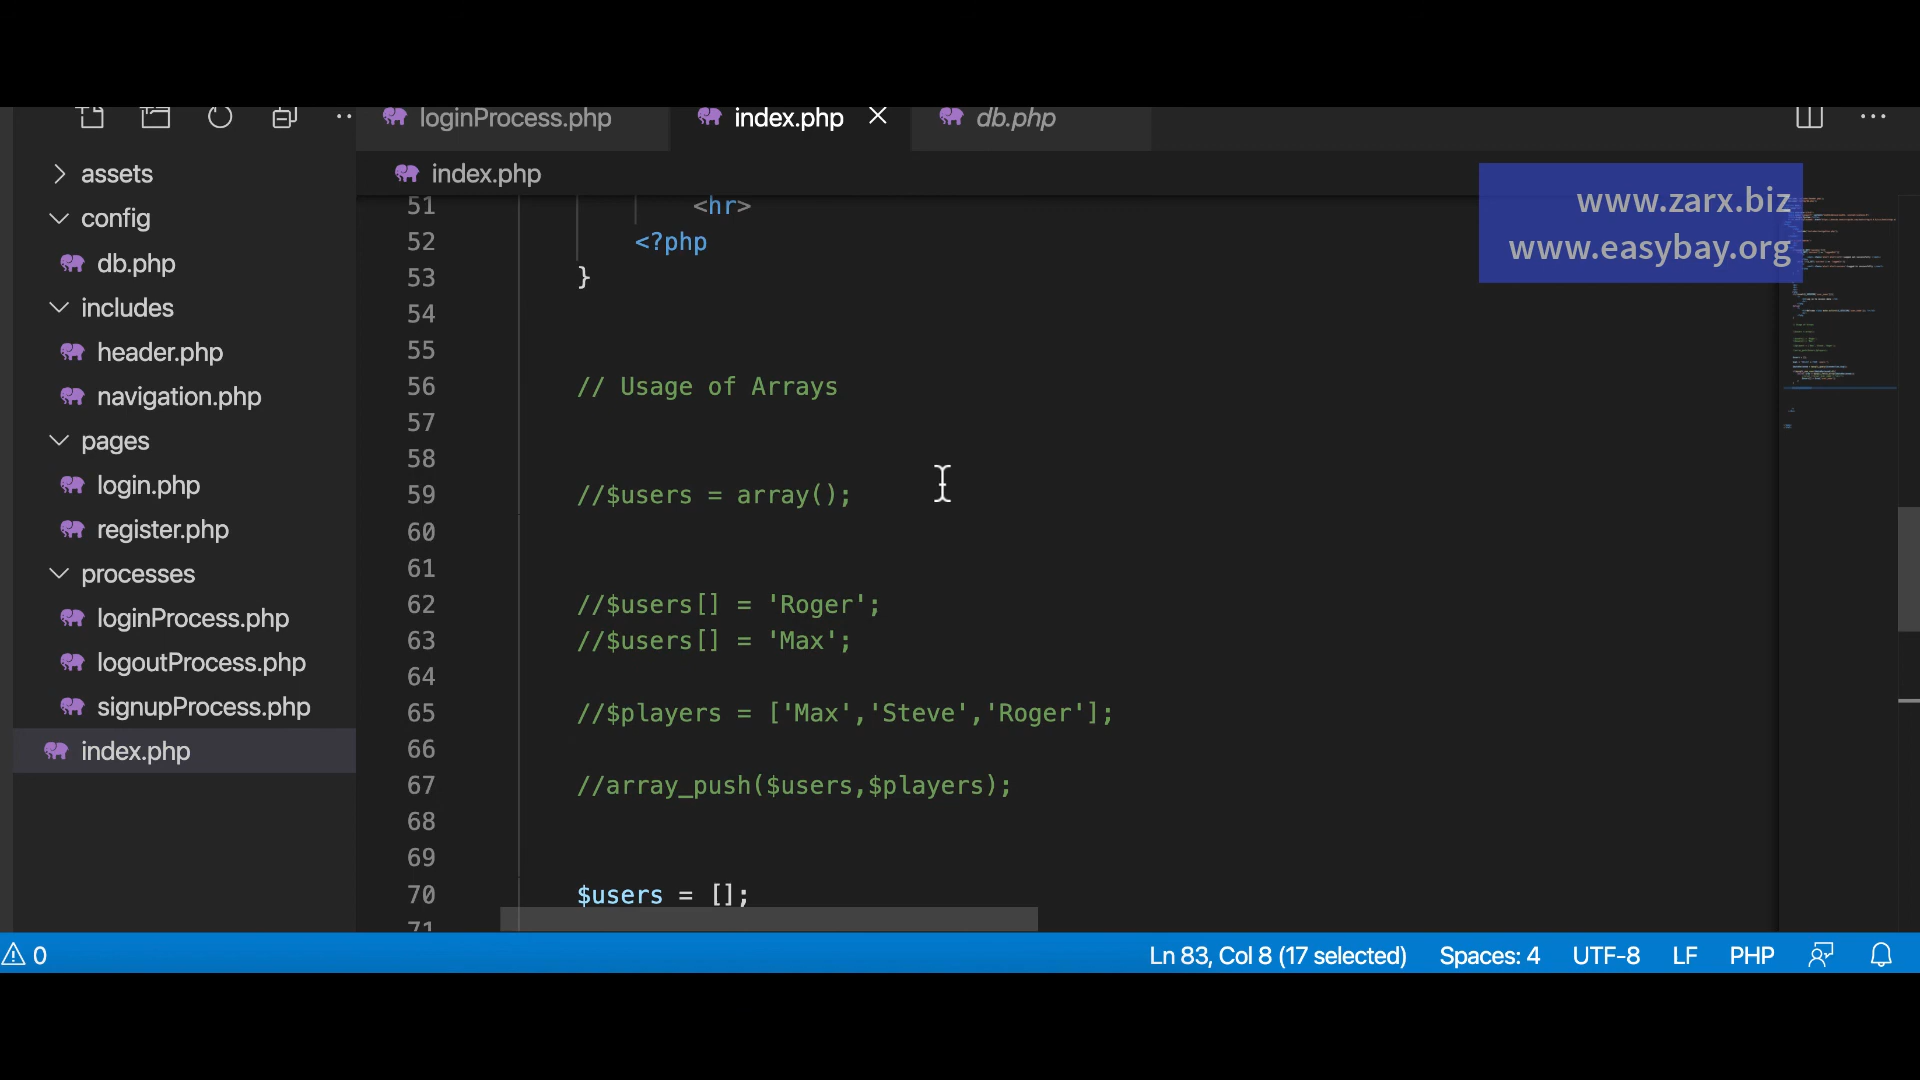 loginProcess.php
index.php
db.php
assets
config
db.php
includes
header.php
navigation.php
pages
login.php
register.php
processes
loginProcess.php
logoutProcess.php
signupProcess.php
index.php
index.php
www.zarx.biz
www.easybay.org
51 <hr>
52 <?php
53 }
54
55
56 // Usage of Arrays
57
58
59 //$users = array();
60
61
62 //$users[] = 'Roger';
63 //$users[] = 'Max';
64
65 //$players = ['Max','Steve','Roger'];
66
67 //array_push($users,$players);
68
69
70 $users = [];
71
0
Ln 83, Col 8 (17 selected)
Spaces: 4
UTF-8
LF
PHP